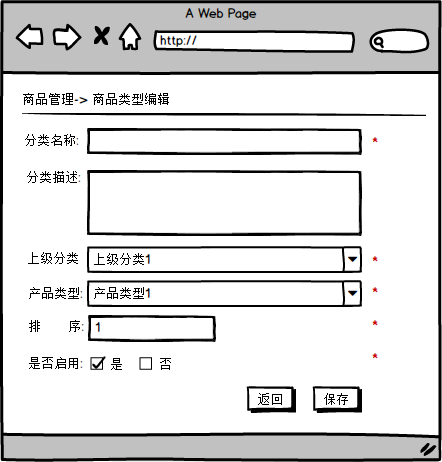 A Web Page
http://
商品管理-> 商品类型编辑
分类名称: *
分类描述:
上级分类 上级分类1 *
产品类型: 产品类型1 *
排 序: 1 *
是否启用: 是 否 *
返回 保存